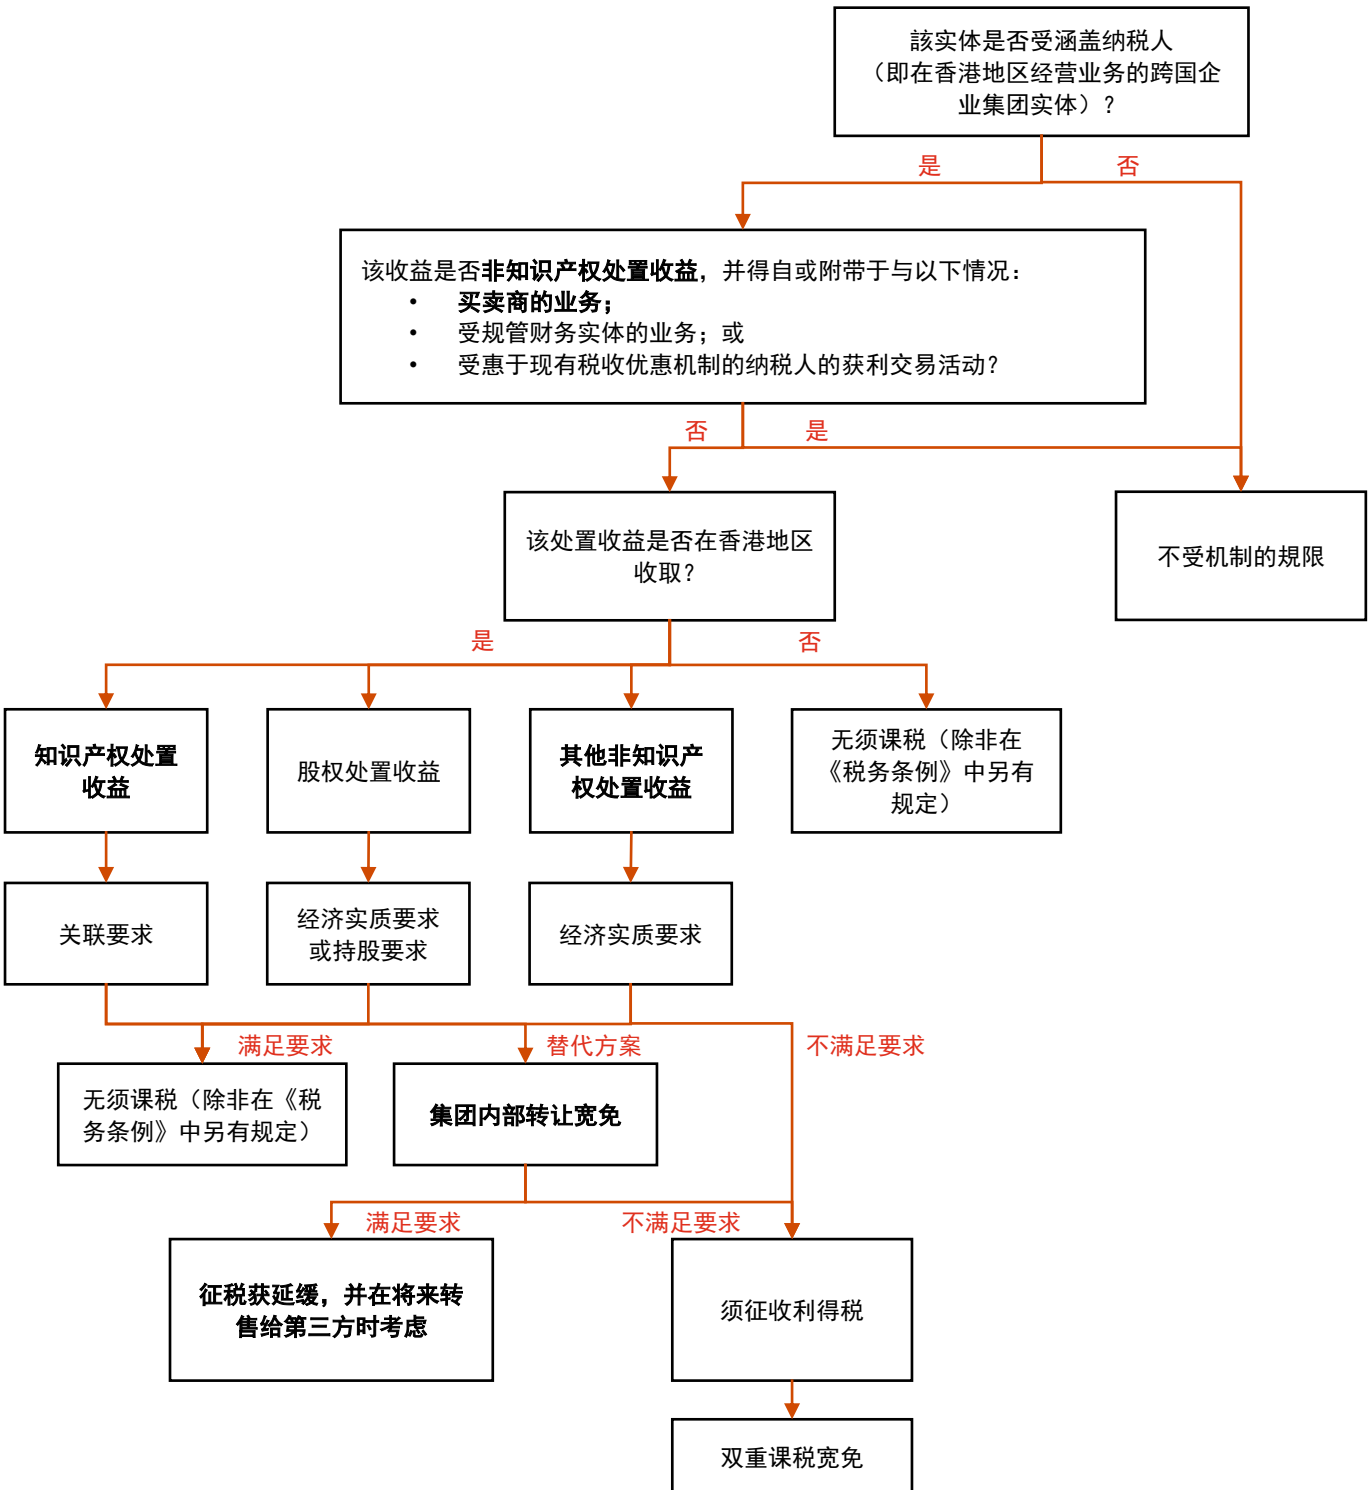 該实体是否受涵盖纳税人
（即在香港地区经营业务的跨国企
业集团实体）?
是
否
该收益是否非知识产权处置收益，并得自或附带于与以下情况：
• 买卖商的业务；
• 受规管财务实体的业务；或
• 受惠于现有税收优惠机制的纳税人的获利交易活动?
否
是
该处置收益是否在香港地区
收取?
不受机制的規限
是
否
知识产权处置
收益
股权处置收益
其他非知识产
权处置收益
无须课税（除非在
《税务条例》中另有
规定）
关联要求
经济实质要求
或持股要求
经济实质要求
满足要求
替代方案
不满足要求
无须课税（除非在《税
务条例》中另有规定）
集团内部转让宽免
满足要求
不满足要求
征税获延缓，并在将来转
售给第三方时考虑
须征收利得税
双重课税宽免